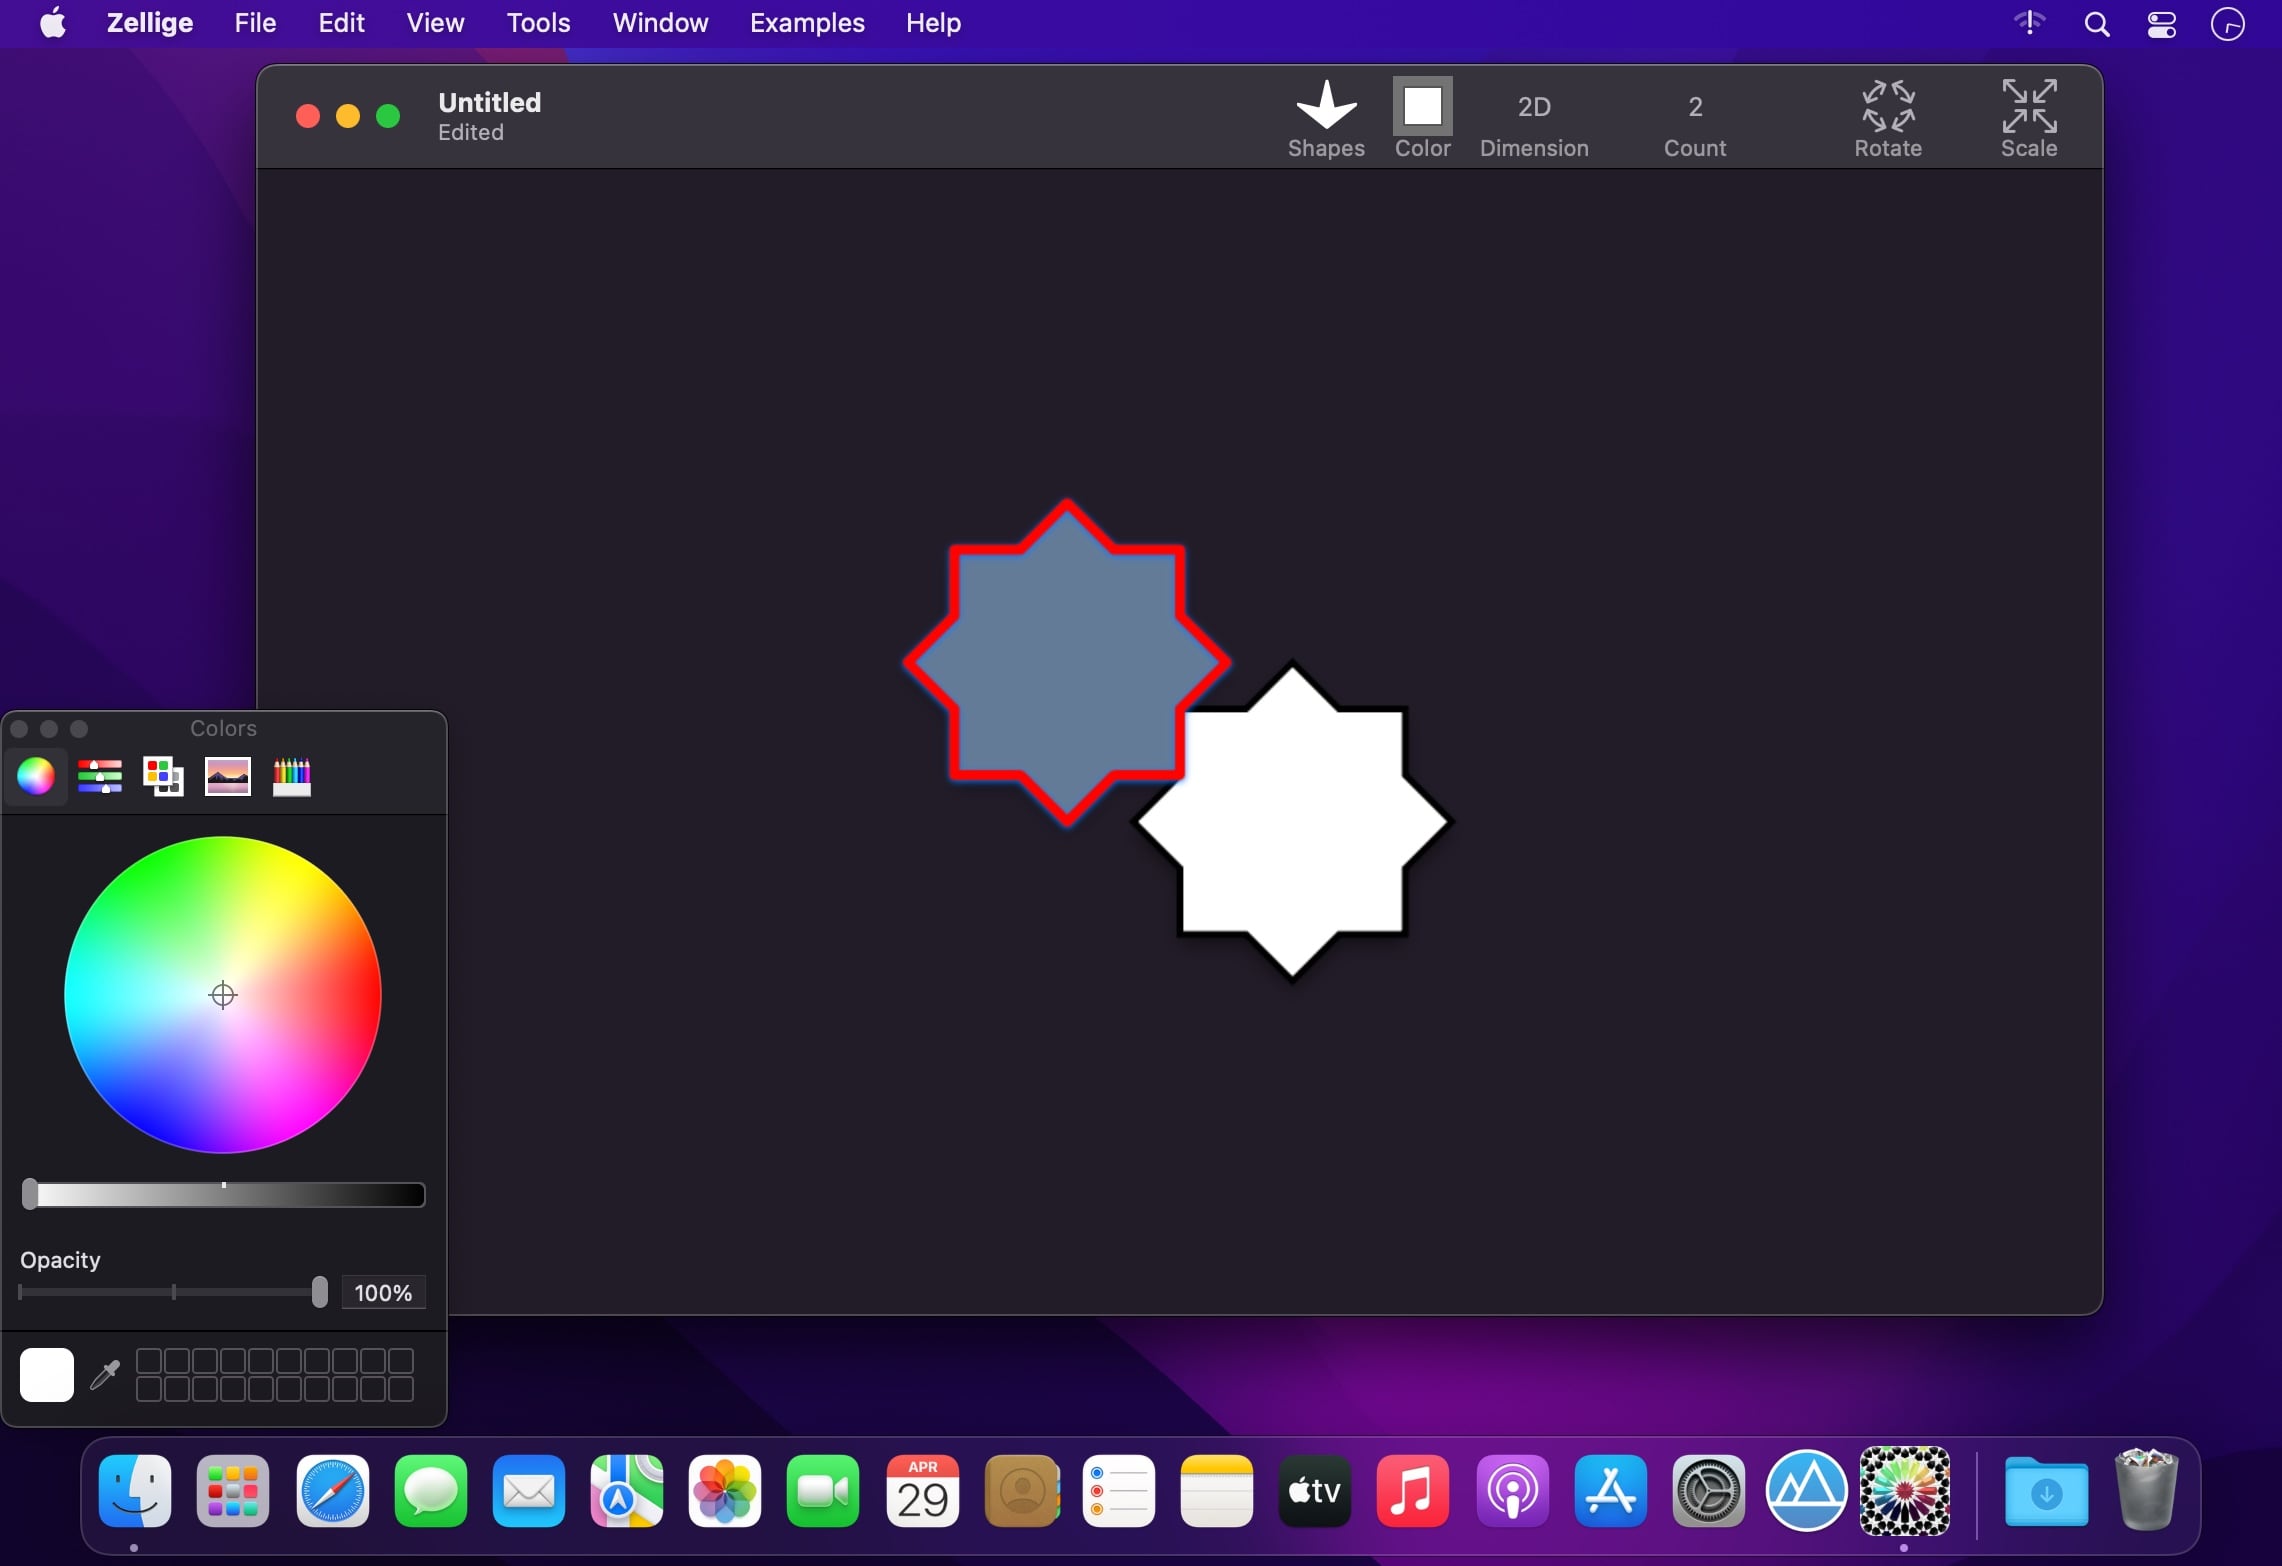 Zellige File Edit View Tools Window Examples Help
Untitled
Edited
2D 2
Shapes Color Dimension Count Rotate Scale
Colors
Opacity
100%
APR
29
tv